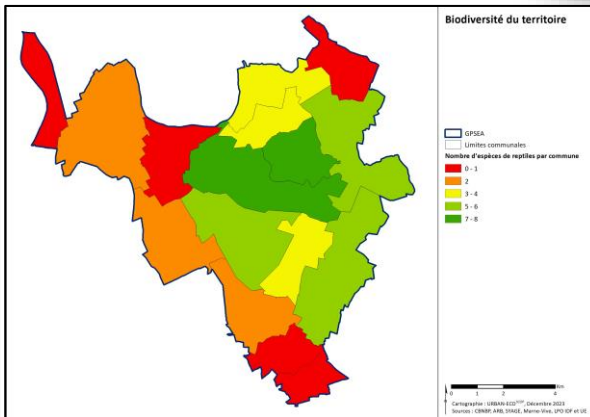 Biodiversité du territoire
GPSEA
Limites communales
Nombre d'espèces de reptiles par commune
0 - 1
2
3 - 4
5 - 6
7 - 8
0
2
4
Km
Cartographie : URBAN-ECO SCOP, Décembre 2023
Sources : CBNBP, ARB, SYAGE, Marne-Vive, LPO IDF et UE